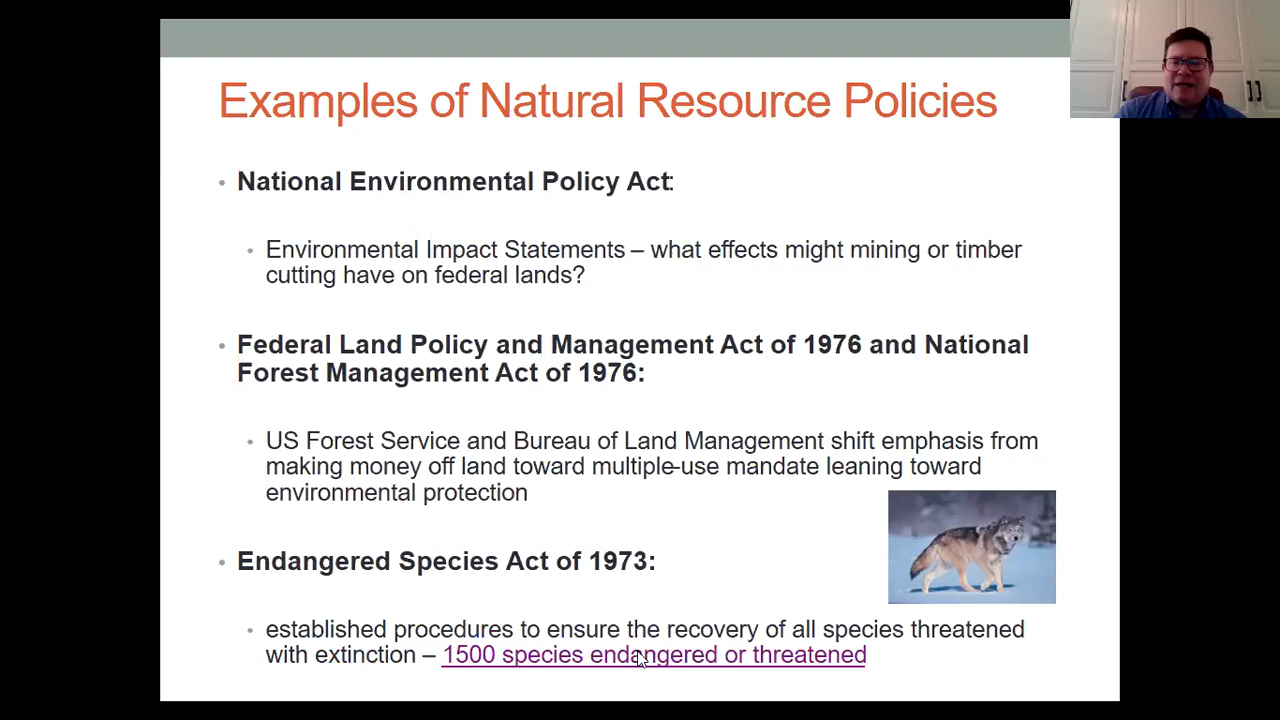 Examples of Natural Resource Policies
• National Environmental Policy Act:
• Environmental Impact Statements – what effects might mining or timber
cutting have on federal lands?
• Federal Land Policy and Management Act of 1976 and National
Forest Management Act of 1976:
• US Forest Service and Bureau of Land Management shift emphasis from
making money off land toward multiple-use mandate leaning toward
environmental protection
• Endangered Species Act of 1973:
• established procedures to ensure the recovery of all species threatened
with extinction – 1500 species endangered or threatened